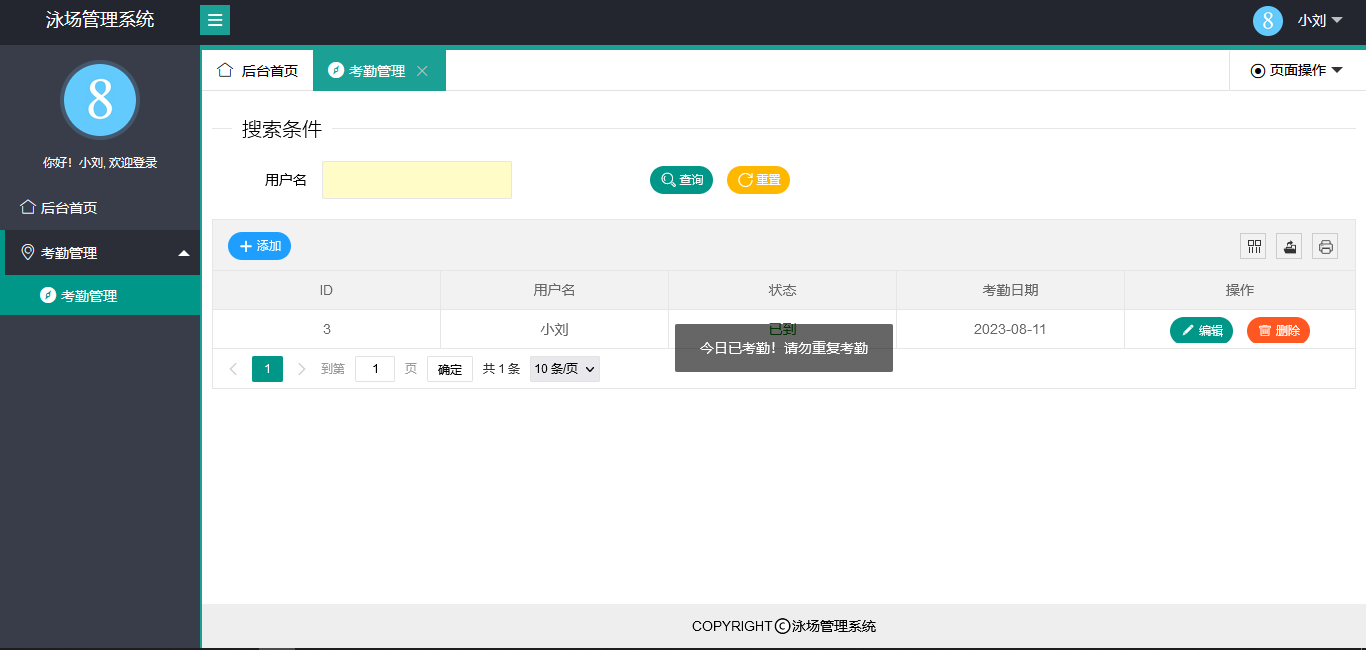 泳场管理系统
小刘
8
你好！小刘, 欢迎登录
后台首页
考勤管理
考勤管理
后台首页
考勤管理
页面操作
搜索条件
用户名
查询
重置
添加
ID 用户名 状态 考勤日期 操作
3 小刘 已到 2023-08-11 编辑 删除
今日已考勤！请勿重复考勤
1 到第 1 页 确定 共 1 条 10 条/页
COPYRIGHT©泳场管理系统